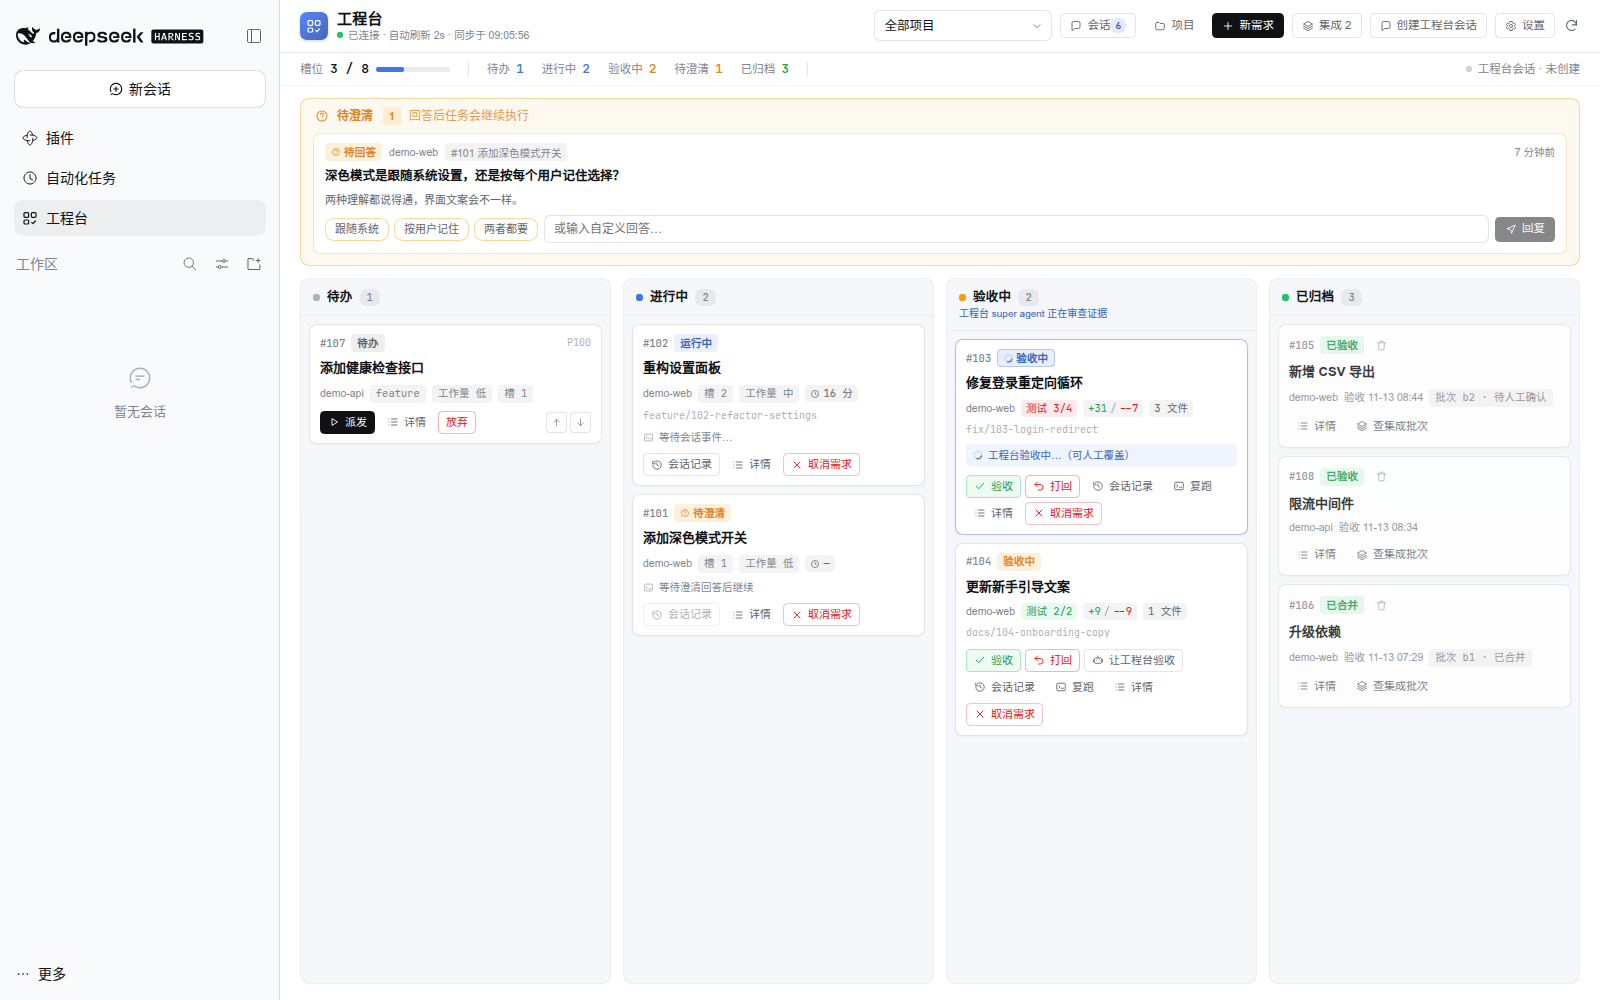 deepseek HARNESS
新会话
插件
自动化任务
工程台
工作区
暂无会话
更多
工程台
已连接 · 自动刷新 2s · 同步于 09:05:56
全部项目
会话 6
项目
新需求
集成 2
创建工程台会话
设置
槽位 3 / 8
待办 1
进行中 2
验收中 2
待澄清 1
已归档 3
工程台会话 · 未创建
待澄清 1 回答后任务会继续执行
待回答 demo-web #101 添加深色模式开关 7 分钟前
深色模式是跟随系统设置，还是按每个用户记住选择？
两种理解都说得通，界面文案会不一样。
跟随系统 按用户记住 两者都要 或输入自定义回答... 回复
待办 1
#107 待办 P100
添加健康检查接口
demo-api feature 工作量 低 槽 1
派发 详情 放弃 ↑ ↓
进行中 2
#102 运行中
重构设置面板
demo-web 槽 2 工作量 中 16 分
feature/102-refactor-settings
等待会话事件...
会话记录 详情 取消需求
#101 待澄清
添加深色模式开关
demo-web 槽 1 工作量 低 —
等待澄清回答后继续
会话记录 详情 取消需求
验收中 2
工程台 super agent 正在审查证据
#103 验收中
修复登录重定向循环
demo-web 测试 3/4 +31 / --7 3 文件
fix/103-login-redirect
工程台验收中...（可人工覆盖）
验收 打回 会话记录 复跑
详情 取消需求
#104 验收中
更新新手引导文案
demo-web 测试 2/2 +9 / --9 1 文件
docs/104-onboarding-copy
验收 打回 让工程台验收
会话记录 复跑 详情
取消需求
已归档 3
#105 已验收
新增 CSV 导出
demo-web 验收 11-13 08:44 批次 b2 · 待人工确认
详情 查集成批次
#108 已验收
限流中间件
demo-api 验收 11-13 08:34
详情 查集成批次
#106 已合并
升级依赖
demo-web 验收 11-13 07:29 批次 b1 · 已合并
详情 查集成批次